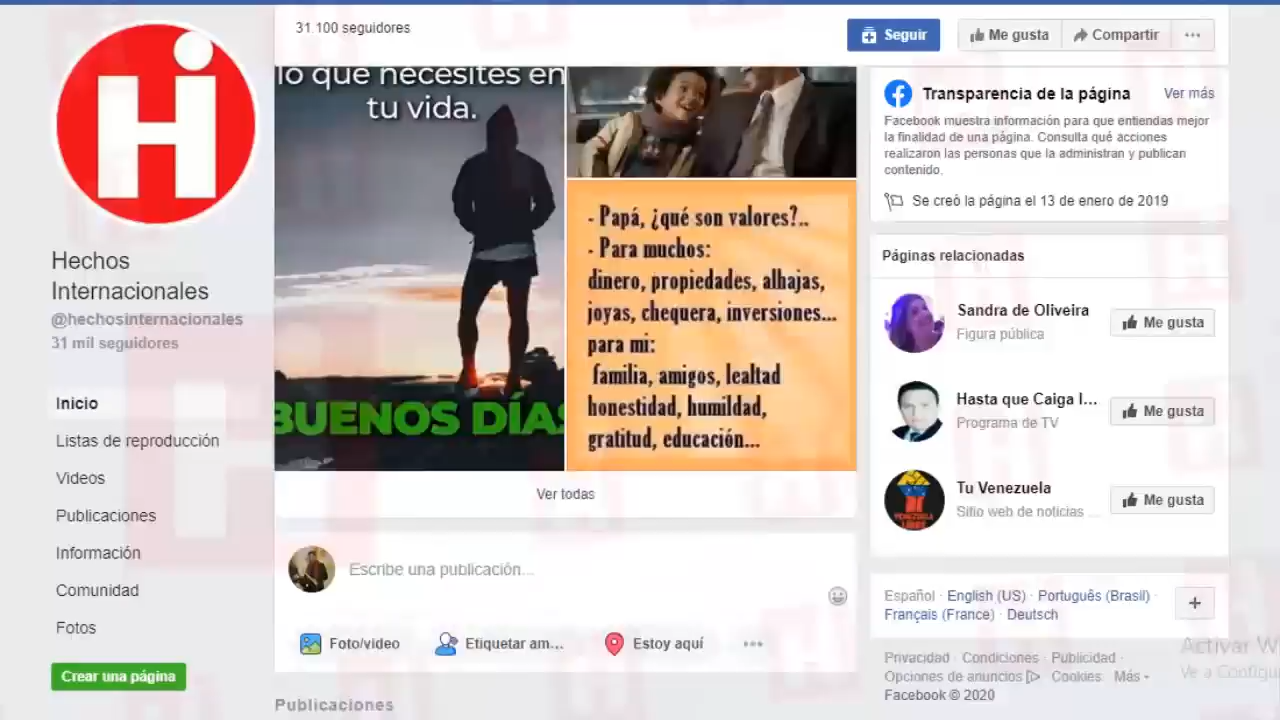 31.100 seguidores
Seguir
Me gusta
Compartir
Hi
lo que necesites en
tu vida.
BUENOS DÍAS
- Papá, ¿qué son valores?..
- Para muchos:
dinero, propiedades, alhajas,
joyas, chequera, inversiones...
para mi:
familia, amigos, lealtad
honestidad, humildad,
gratitud, educación...
Transparencia de la página
Ver más
Facebook muestra información para que entiendas mejor
la finalidad de una página. Consulta qué acciones
realizaron las personas que la administran y publican
contenido.
Se creó la página el 13 de enero de 2019
Hechos
Internacionales
@hechosinternacionales
31 mil seguidores
Inicio
Listas de reproducción
Videos
Publicaciones
Información
Comunidad
Fotos
Crear una página
Ver todas
Escribe una publicación...
Foto/video
Etiquetar am...
Estoy aquí
Publicaciones
Páginas relacionadas
Sandra de Oliveira
Figura pública
Me gusta
Hasta que Caiga l...
Programa de TV
Me gusta
Tu Venezuela
Sitio web de noticias ...
Me gusta
Español · English (US) · Português (Brasil) ·
Français (France) · Deutsch
Privacidad · Condiciones · Publicidad ·
Opciones de anuncios · Cookies · Más
Facebook © 2020
Activar W
Ve a Configu